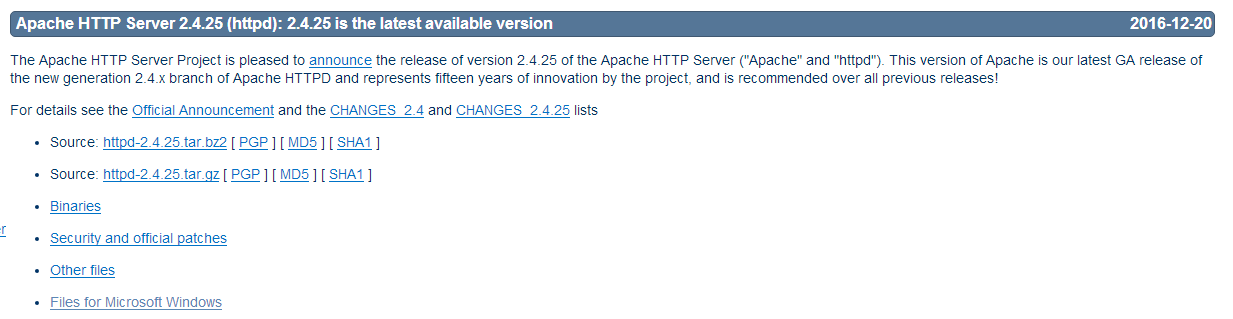 Apache HTTP Server 2.4.25 (httpd): 2.4.25 is the latest available version 2016-12-20
The Apache HTTP Server Project is pleased to announce the release of version 2.4.25 of the Apache HTTP Server ("Apache" and "httpd"). This version of Apache is our latest GA release of
the new generation 2.4.x branch of Apache HTTPD and represents fifteen years of innovation by the project, and is recommended over all previous releases!
For details see the Official Announcement and the CHANGES_2.4 and CHANGES_2.4.25 lists
• Source: httpd-2.4.25.tar.bz2 [ PGP ] [ MD5 ] [ SHA1 ]
• Source: httpd-2.4.25.tar.gz [ PGP ] [ MD5 ] [ SHA1 ]
• Binaries
• Security and official patches
• Other files
• Files for Microsoft Windows